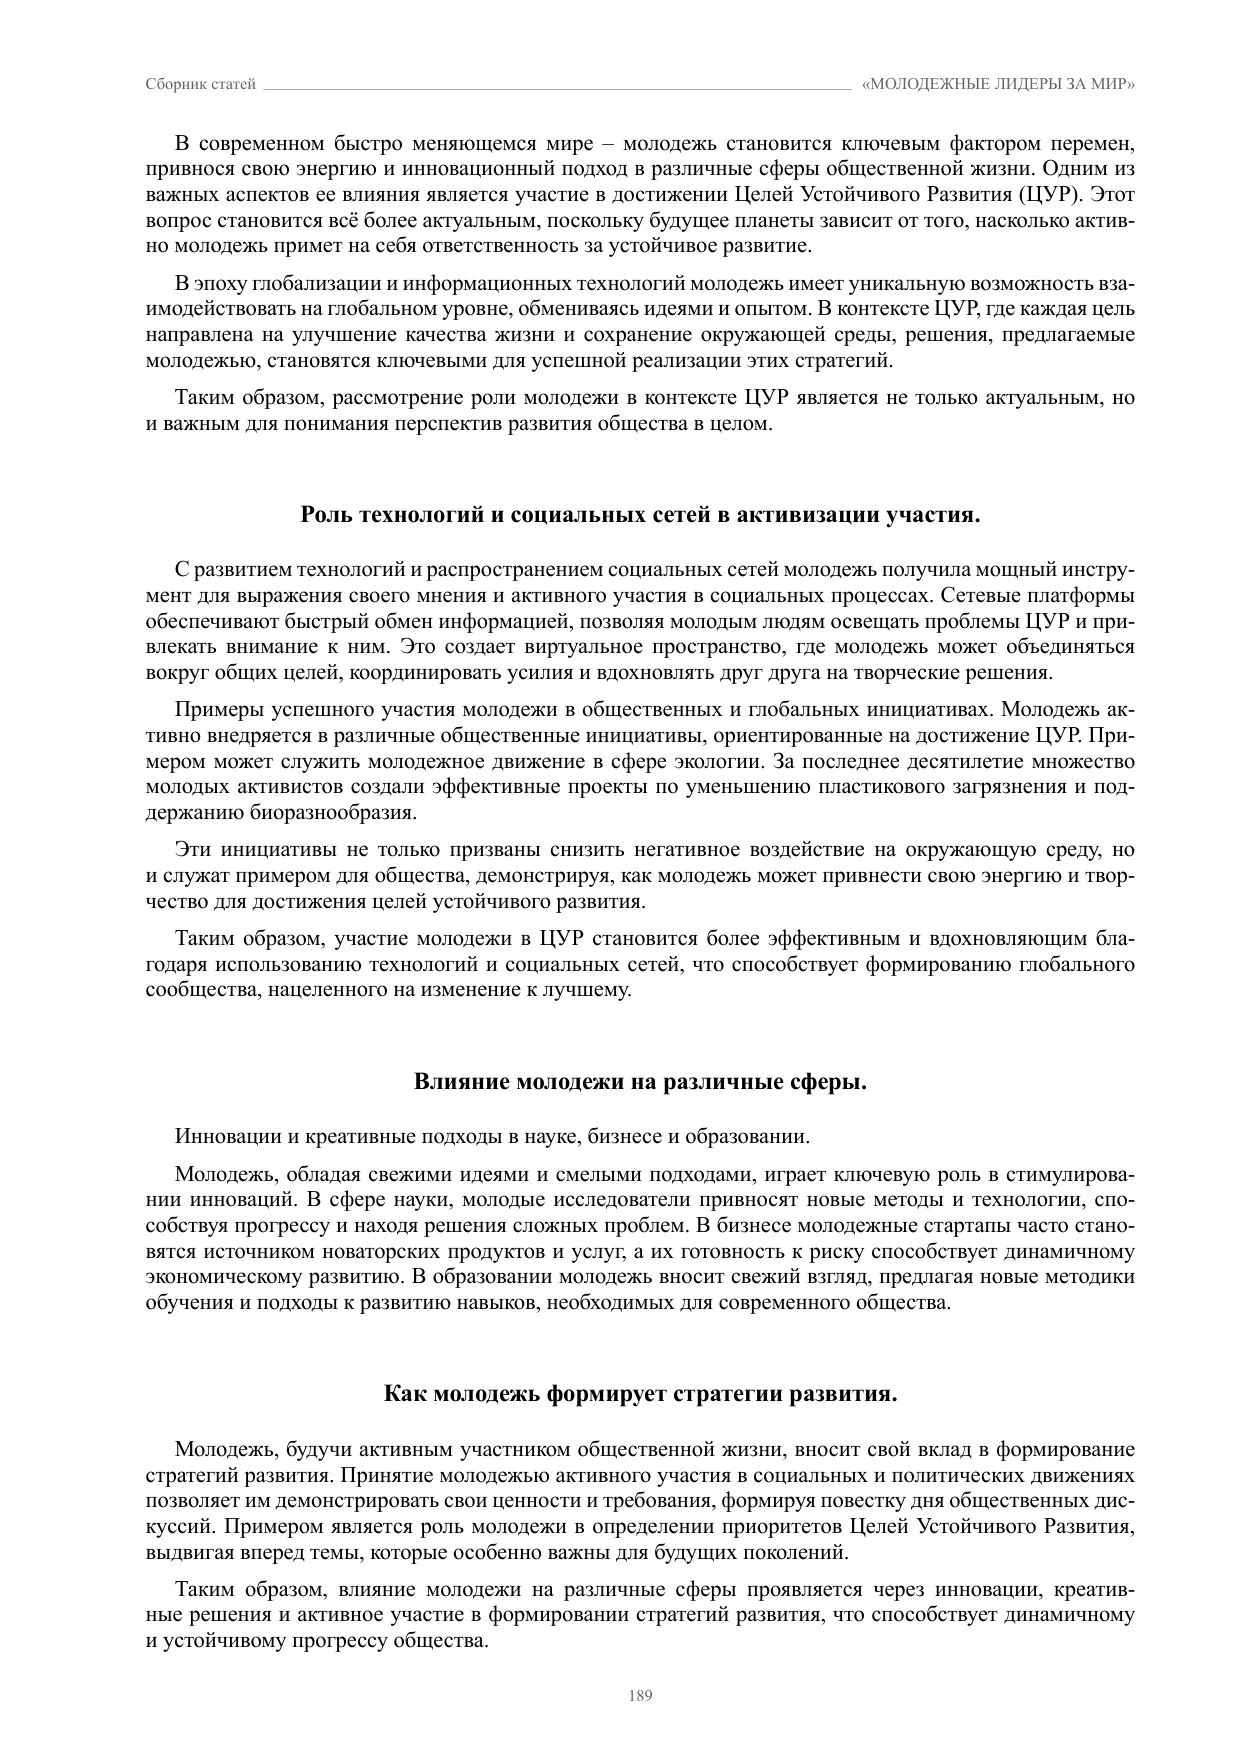 Сборник статей «МОЛОДЕЖНЫЕ ЛИДЕРЫ ЗА МИР»
В современном быстро меняющемся мире – молодежь становится ключевым фактором перемен,
привнося свою энергию и инновационный подход в различные сферы общественной жизни. Одним из
важных аспектов ее влияния является участие в достижении Целей Устойчивого Развития (ЦУР). Этот
вопрос становится всё более актуальным, поскольку будущее планеты зависит от того, насколько актив-
но молодежь примет на себя ответственность за устойчивое развитие.
В эпоху глобализации и информационных технологий молодежь имеет уникальную возможность вза-
имодействовать на глобальном уровне, обмениваясь идеями и опытом. В контексте ЦУР, где каждая цель
направлена на улучшение качества жизни и сохранение окружающей среды, решения, предлагаемые
молодежью, становятся ключевыми для успешной реализации этих стратегий.
Таким образом, рассмотрение роли молодежи в контексте ЦУР является не только актуальным, но
и важным для понимания перспектив развития общества в целом.
Роль технологий и социальных сетей в активизации участия.
С развитием технологий и распространением социальных сетей молодежь получила мощный инстру-
мент для выражения своего мнения и активного участия в социальных процессах. Сетевые платформы
обеспечивают быстрый обмен информацией, позволяя молодым людям освещать проблемы ЦУР и при-
влекать внимание к ним. Это создает виртуальное пространство, где молодежь может объединяться
вокруг общих целей, координировать усилия и вдохновлять друг друга на творческие решения.
Примеры успешного участия молодежи в общественных и глобальных инициативах. Молодежь ак-
тивно внедряется в различные общественные инициативы, ориентированные на достижение ЦУР. При-
мером может служить молодежное движение в сфере экологии. За последнее десятилетие множество
молодых активистов создали эффективные проекты по уменьшению пластикового загрязнения и под-
держанию биоразнообразия.
Эти инициативы не только призваны снизить негативное воздействие на окружающую среду, но
и служат примером для общества, демонстрируя, как молодежь может привнести свою энергию и твор-
чество для достижения целей устойчивого развития.
Таким образом, участие молодежи в ЦУР становится более эффективным и вдохновляющим бла-
годаря использованию технологий и социальных сетей, что способствует формированию глобального
сообщества, нацеленного на изменение к лучшему.
Влияние молодежи на различные сферы.
Инновации и креативные подходы в науке, бизнесе и образовании.
Молодежь, обладая свежими идеями и смелыми подходами, играет ключевую роль в стимулирова-
нии инноваций. В сфере науки, молодые исследователи привносят новые методы и технологии, спо-
собствуя прогрессу и находя решения сложных проблем. В бизнесе молодежные стартапы часто стано-
вятся источником новаторских продуктов и услуг, а их готовность к риску способствует динамичному
экономическому развитию. В образовании молодежь вносит свежий взгляд, предлагая новые методики
обучения и подходы к развитию навыков, необходимых для современного общества.
Как молодежь формирует стратегии развития.
Молодежь, будучи активным участником общественной жизни, вносит свой вклад в формирование
стратегий развития. Принятие молодежью активного участия в социальных и политических движениях
позволяет им демонстрировать свои ценности и требования, формируя повестку дня общественных дис-
куссий. Примером является роль молодежи в определении приоритетов Целей Устойчивого Развития,
выдвигая вперед темы, которые особенно важны для будущих поколений.
Таким образом, влияние молодежи на различные сферы проявляется через инновации, креатив-
ные решения и активное участие в формировании стратегий развития, что способствует динамичному
и устойчивому прогрессу общества.
189